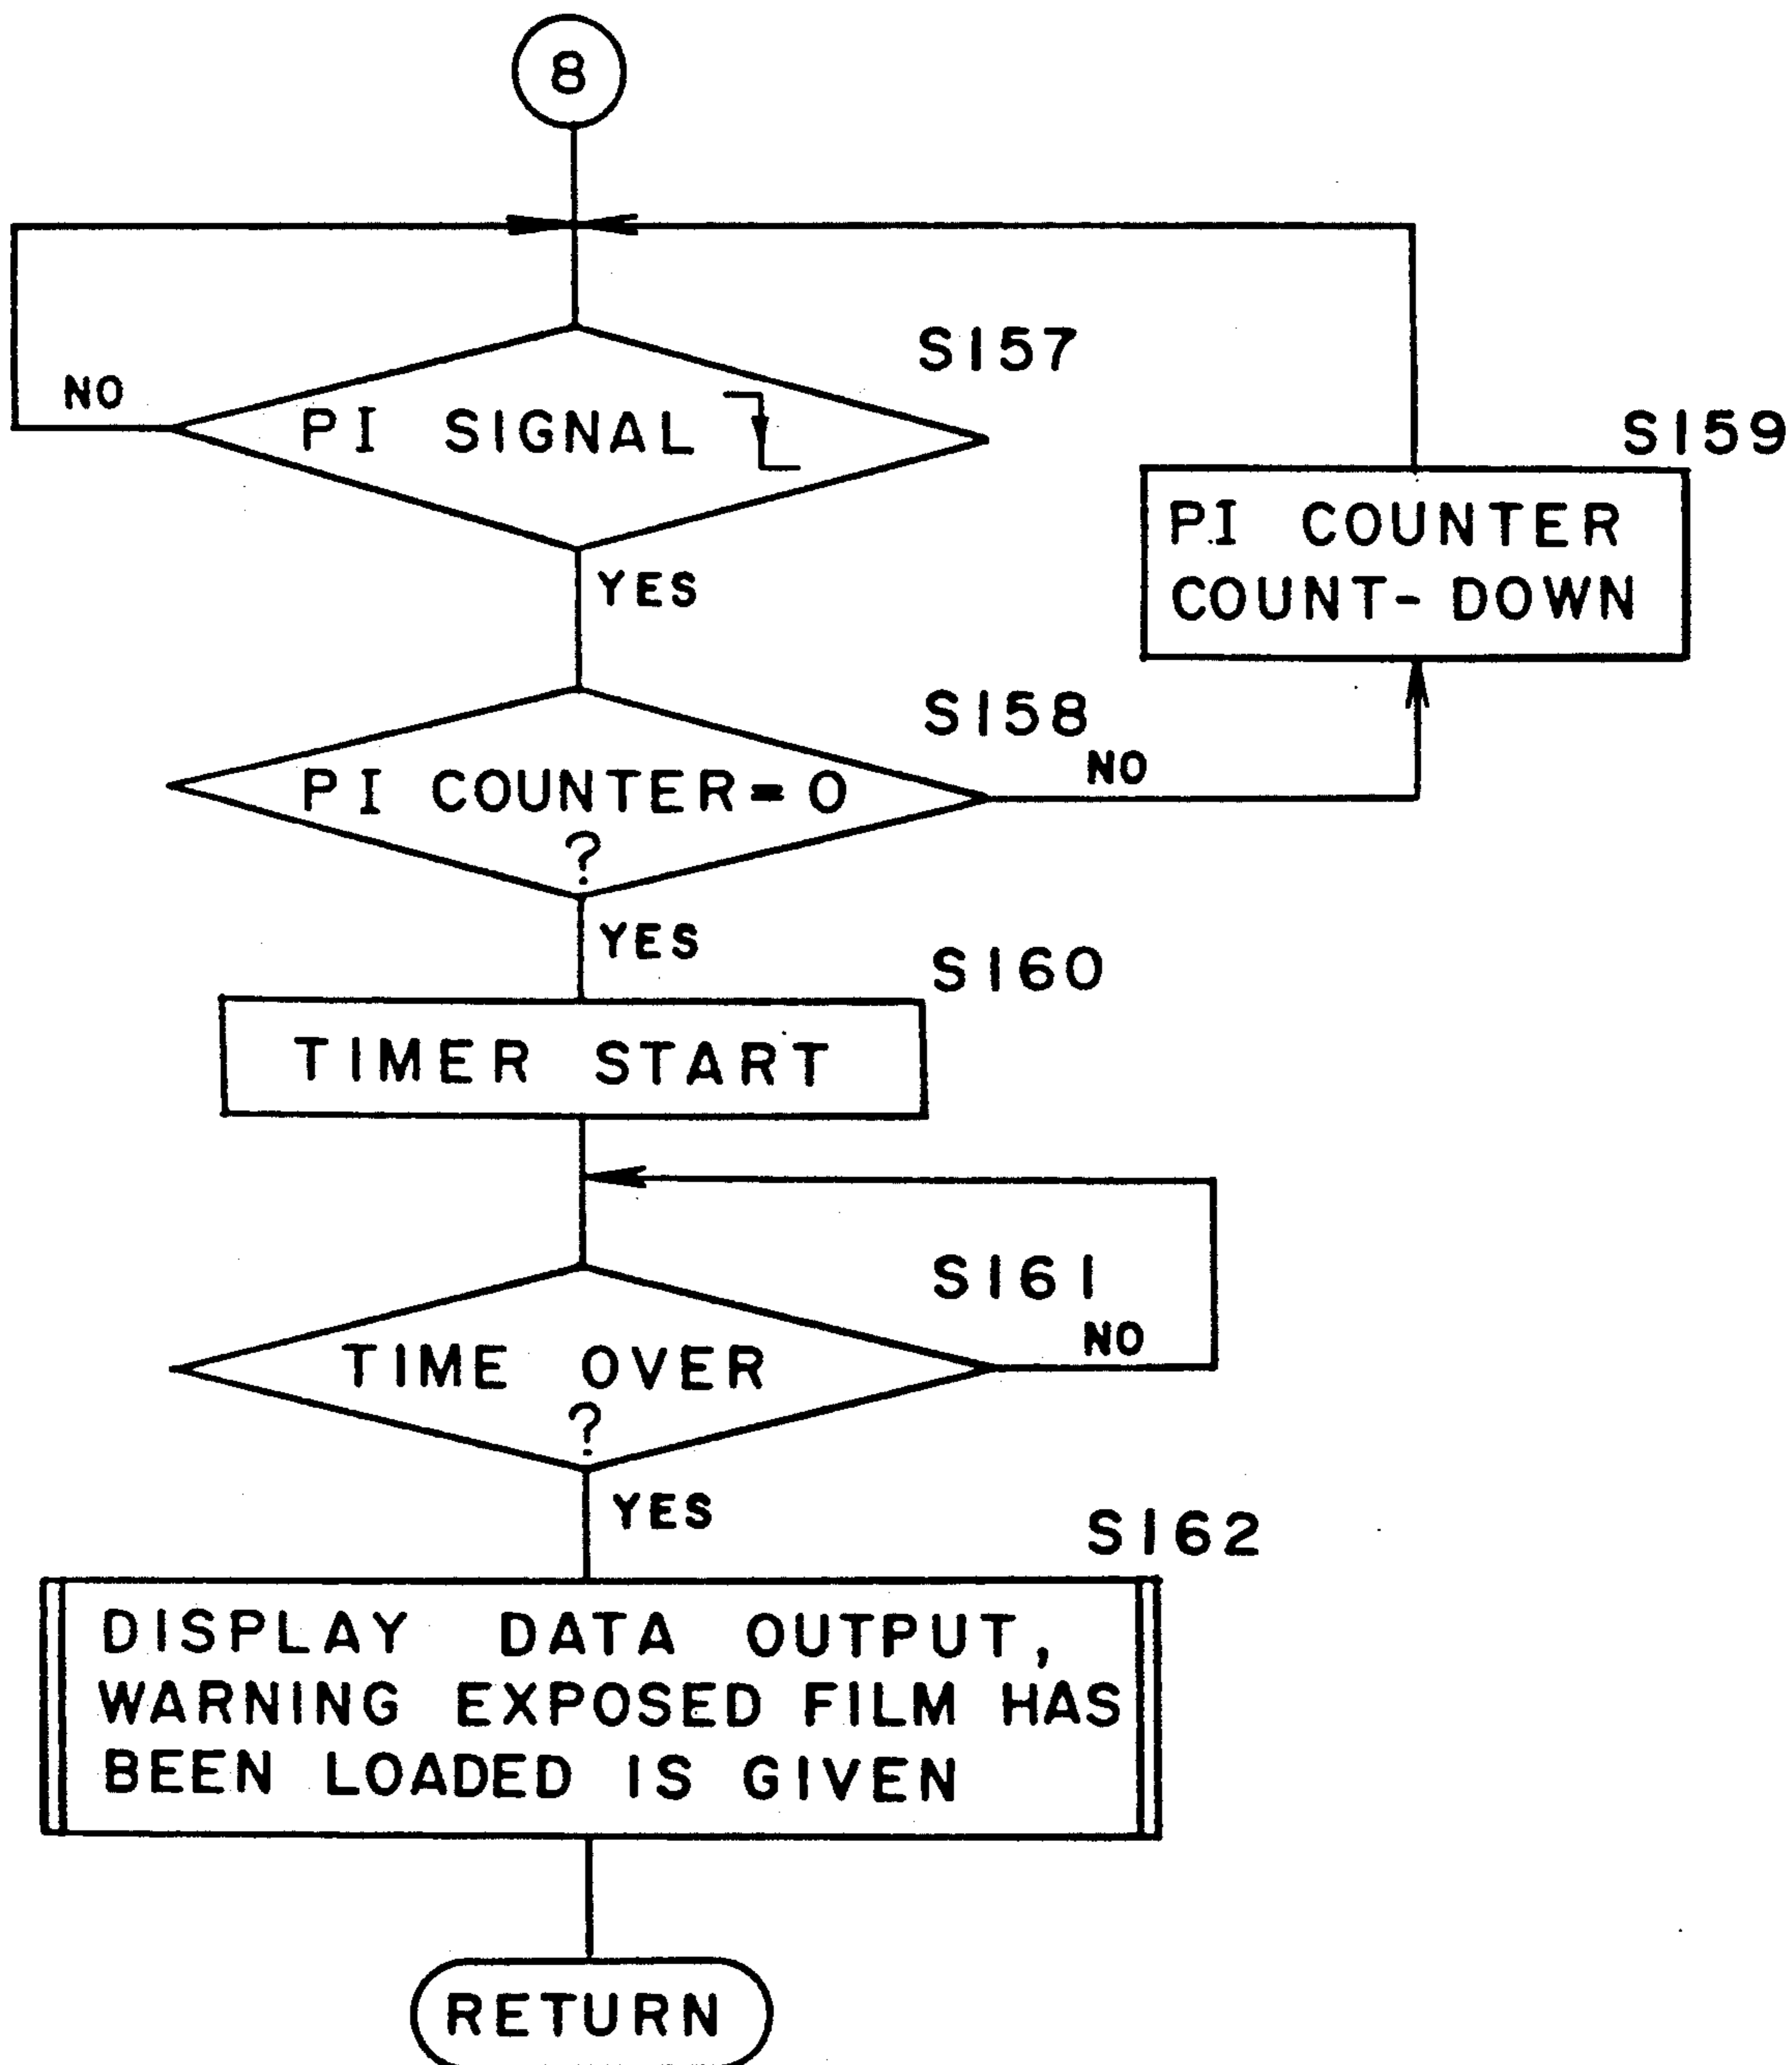 8
S157
NO
PI SIGNAL
S159
PI COUNTER
COUNT-DOWN
YES
S158
NO
PI COUNTER=0
?
YES
S160
TIMER START
S161
NO
TIME OVER
?
YES
S162
DISPLAY DATA OUTPUT,
WARNING EXPOSED FILM HAS
BEEN LOADED IS GIVEN
RETURN